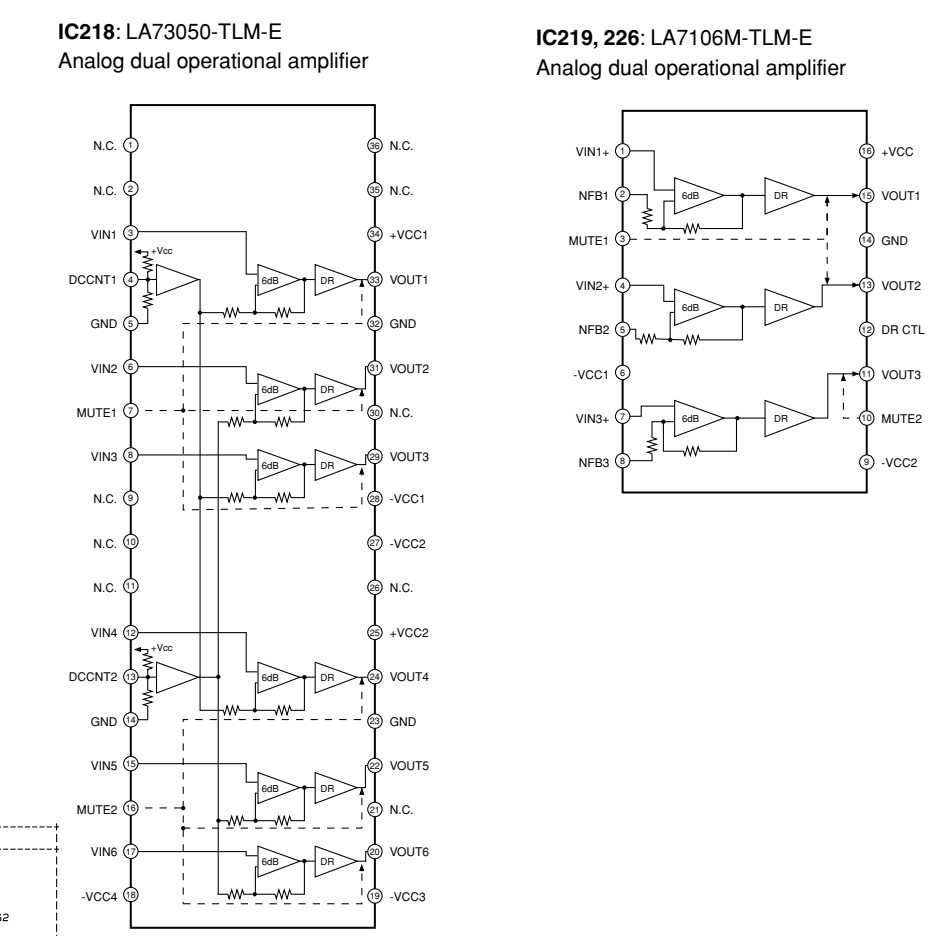 IC218: LA73050-TLM-E
Analog dual operational amplifier
N.C. 1
36 N.C.
N.C. 2
35 N.C.
VIN1 3
34 +VCC1
+Vcc
DCCNT1 4
6dB
DR
33 VOUT1
GND 5
32 GND
VIN2 6
31 VOUT2
6dB
DR
MUTE1 7
30 N.C.
VIN3 8
6dB
DR
29 VOUT3
N.C. 9
28 -VCC1
N.C. 10
27 -VCC2
N.C. 11
26 N.C.
VIN4 12
25 +VCC2
+Vcc
DCCNT2 13
6dB
DR
24 VOUT4
GND 14
23 GND
VIN5 15
22 VOUT5
6dB
DR
MUTE2 16
21 N.C.
VIN6 17
6dB
DR
20 VOUT6
-VCC4 18
19 -VCC3
IC219, 226: LA7106M-TLM-E
Analog dual operational amplifier
VIN1+ 1
16 +VCC
NFB1 2
6dB
DR
15 VOUT1
MUTE1 3
14 GND
VIN2+ 4
13 VOUT2
6dB
DR
NFB2 5
12 DR CTL
-VCC1 6
11 VOUT3
VIN3+ 7
6dB
DR
10 MUTE2
NFB3 8
9 -VCC2